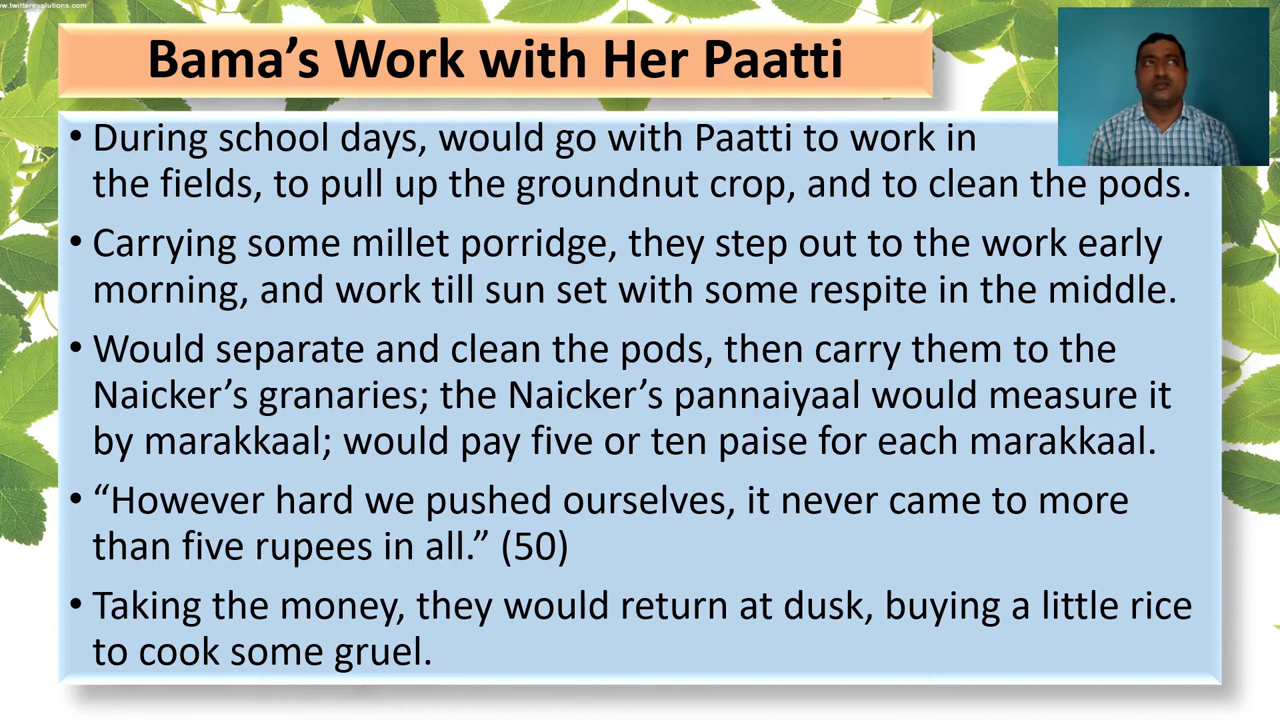 w.twitterevolutions.com
Bama’s Work with Her Paatti
• During school days, would go with Paatti to work in
the fields, to pull up the groundnut crop, and to clean the pods.
• Carrying some millet porridge, they step out to the work early
morning, and work till sun set with some respite in the middle.
• Would separate and clean the pods, then carry them to the
Naicker’s granaries; the Naicker’s pannaiyaal would measure it
by marakkaal; would pay five or ten paise for each marakkaal.
• “However hard we pushed ourselves, it never came to more
than five rupees in all.” (50)
• Taking the money, they would return at dusk, buying a little rice
to cook some gruel.